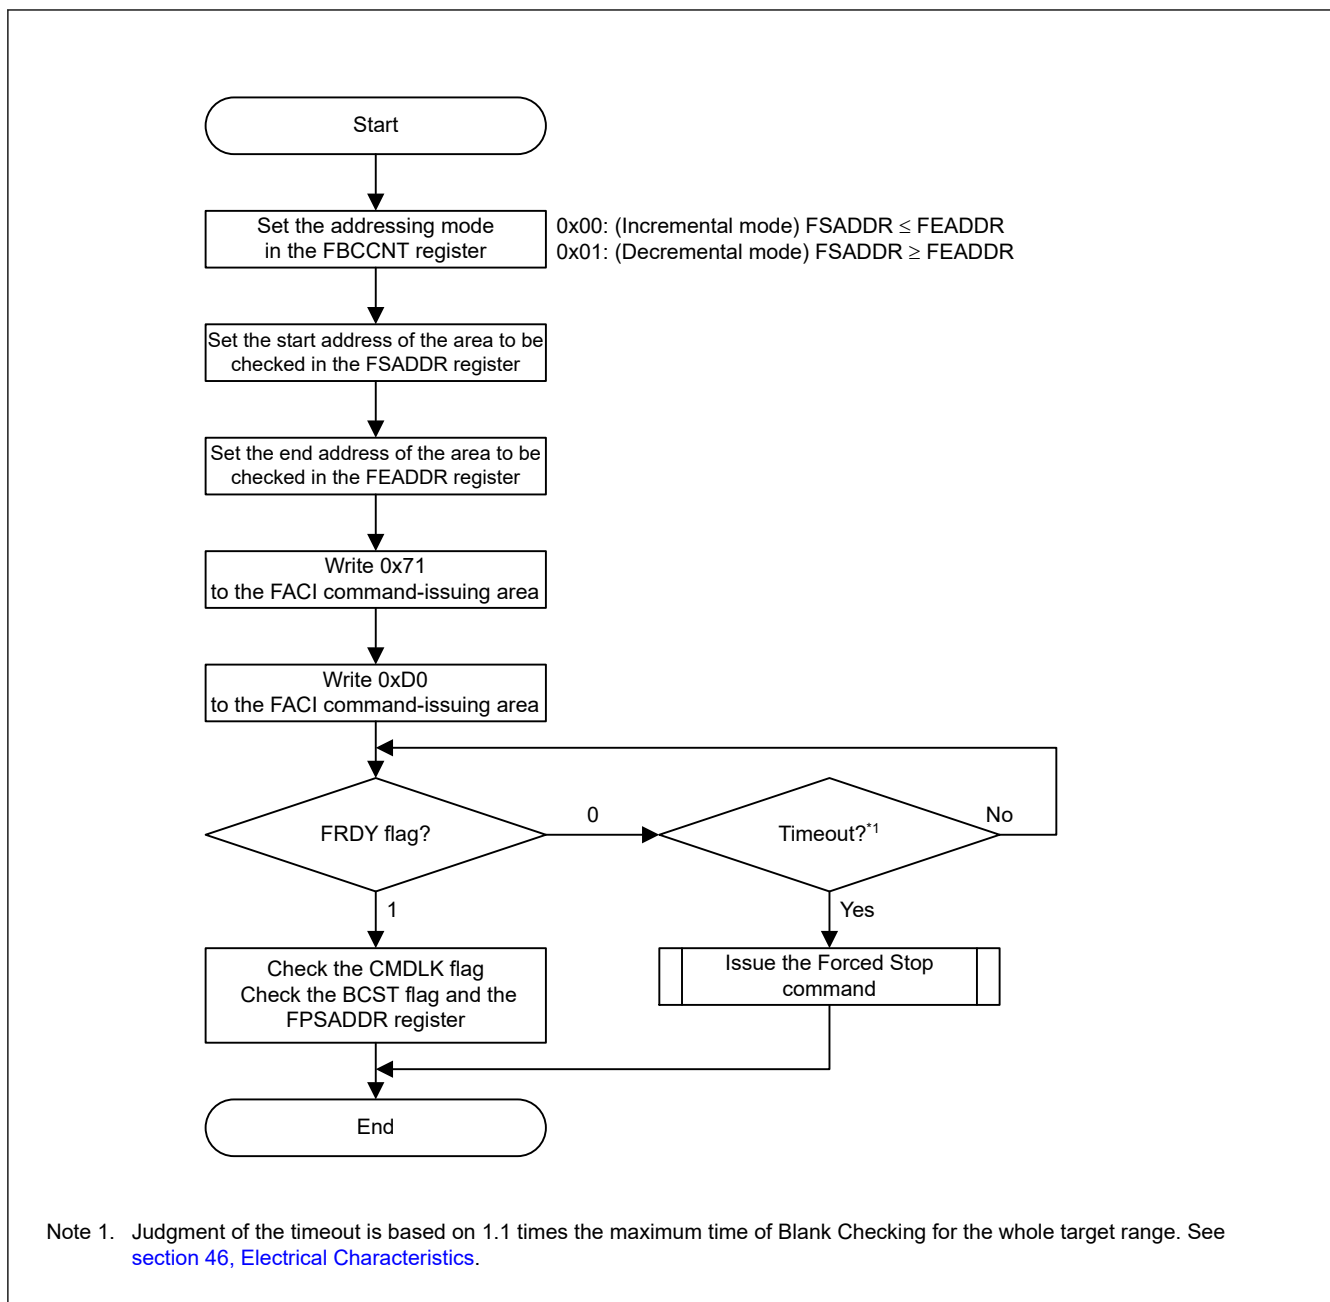 Start
Set the addressing mode
in the FBCCNT register
0x00: (Incremental mode) FSADDR ≤ FEADDR
0x01: (Decremental mode) FSADDR ≥ FEADDR
Set the start address of the area to be
checked in the FSADDR register
Set the end address of the area to be
checked in the FEADDR register
Write 0x71
to the FACI command-issuing area
Write 0xD0
to the FACI command-issuing area
FRDY flag?
0
Timeout?*1
No
1
Yes
Check the CMDLK flag
Check the BCST flag and the
FPSADDR register
Issue the Forced Stop
command
End
Note 1. Judgment of the timeout is based on 1.1 times the maximum time of Blank Checking for the whole target range. See
section 46, Electrical Characteristics.